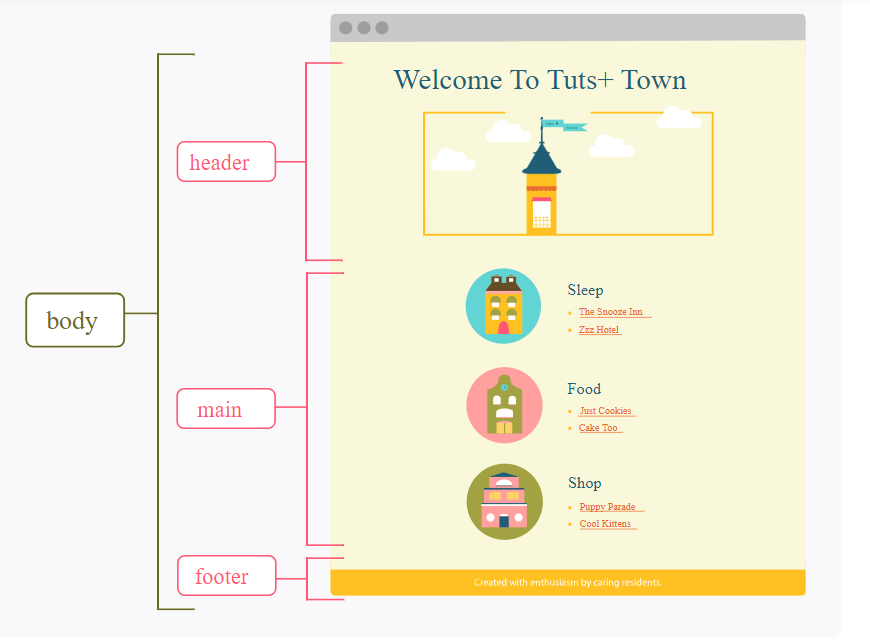 Welcome To Tuts+ Town
header
body
Sleep
The Snooze Inn
Zzz Hotel
main
Food
Just Cookies
Cake Too
Shop
Puppy Parade
Cool Kittens
footer
Created with enthusiasm by caring residents.